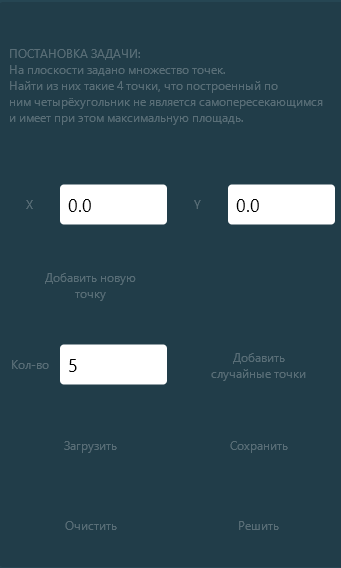 ПОСТАНОВКА ЗАДАЧИ:
На плоскости задано множество точек.
Найти из них такие 4 точки, что построенный по
ним четырёхугольник не является самопересекающимся
и имеет при этом максимальную площадь.
X 0.0 Y 0.0
Добавить новую
точку
Кол-во 5 Добавить
случайные точки
Загрузить Сохранить
Очистить Решить